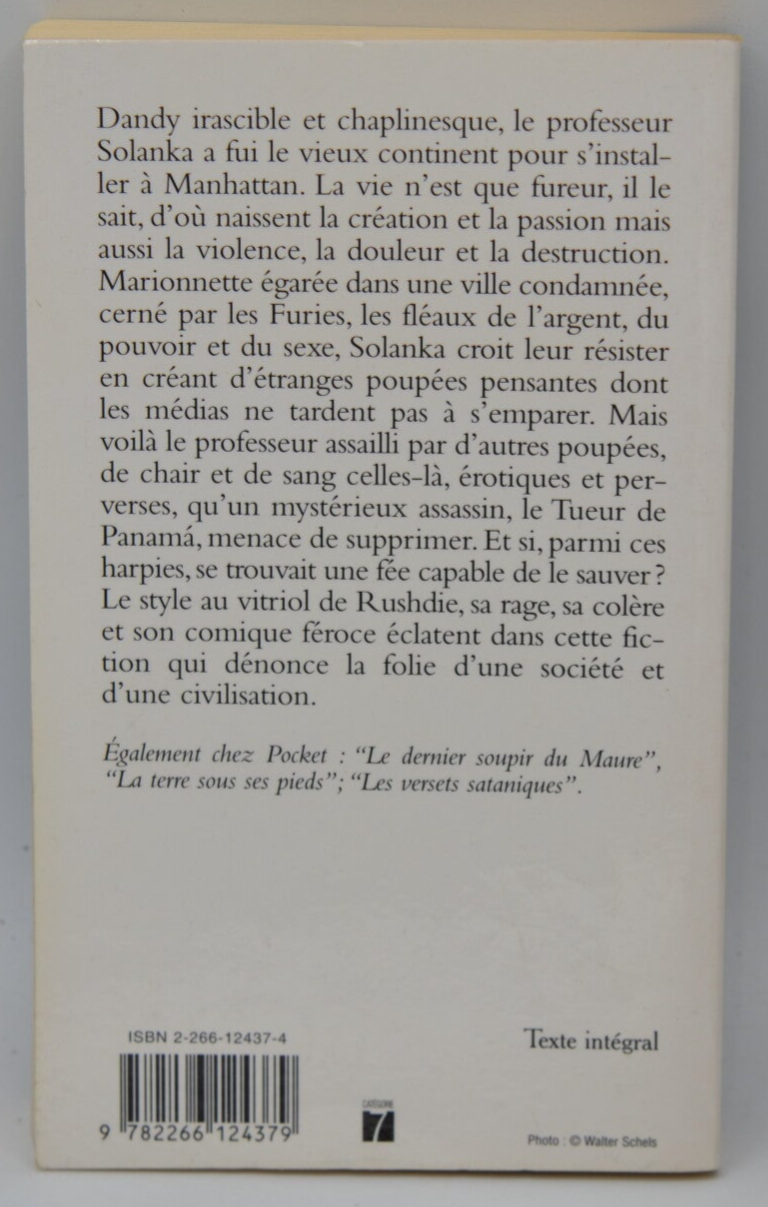 Dandy irascible et chaplinesque, le professeur
Solanka a fui le vieux continent pour s'instal-
ler à Manhattan. La vie n'est que fureur, il le
sait, d'où naissent la création et la passion mais
aussi la violence, la douleur et la destruction.
Marionnette égarée dans une ville condamnée,
cerné par les Furies, les fléaux de l'argent, du
pouvoir et du sexe, Solanka croit leur résister
en créant d'étranges poupées pensantes dont
les médias ne tardent pas à s'emparer. Mais
voilà le professeur assailli par d'autres poupées,
de chair et de sang celles-là, érotiques et per-
verses, qu'un mystérieux assassin, le Tueur de
Panamá, menace de supprimer. Et si, parmi ces
harpies, se trouvait une fée capable de le sauver ?
Le style au vitriol de Rushdie, sa rage, sa colère
et son comique féroce éclatent dans cette fic-
tion qui dénonce la folie d'une société et
d'une civilisation.
Également chez Pocket : "Le dernier soupir du Maure",
"La terre sous ses pieds"; "Les versets sataniques".
ISBN 2-266-12437-4
9 782266 124379
CATÉGORIE
7
Texte intégral
Photo : © Walter Schels